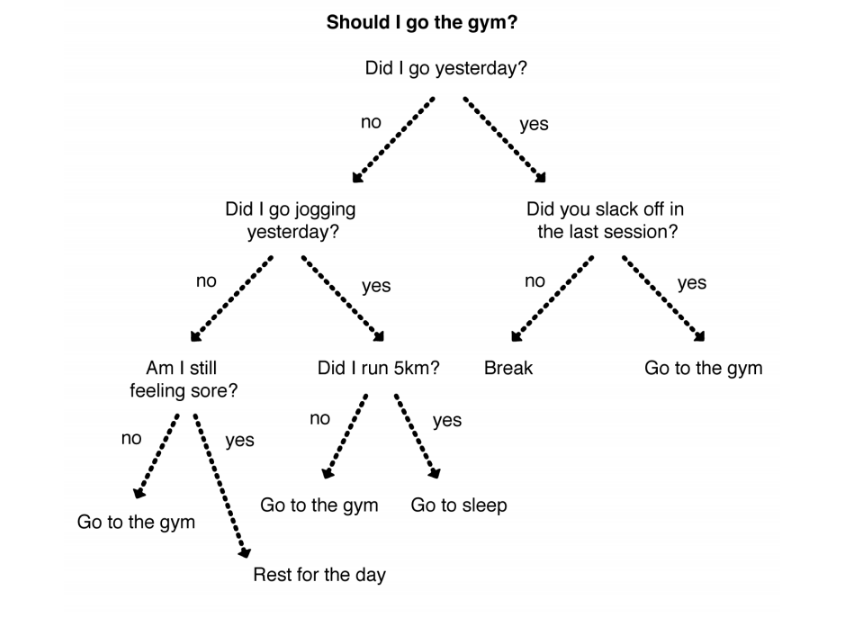 Should I go the gym?
Did I go yesterday?
no
yes
Did I go jogging
yesterday?
Did you slack off in
the last session?
no
yes
no
yes
Am I still
feeling sore?
Did I run 5km?
Break
Go to the gym
no
yes
no
yes
Go to the gym
Rest for the day
Go to the gym
Go to sleep